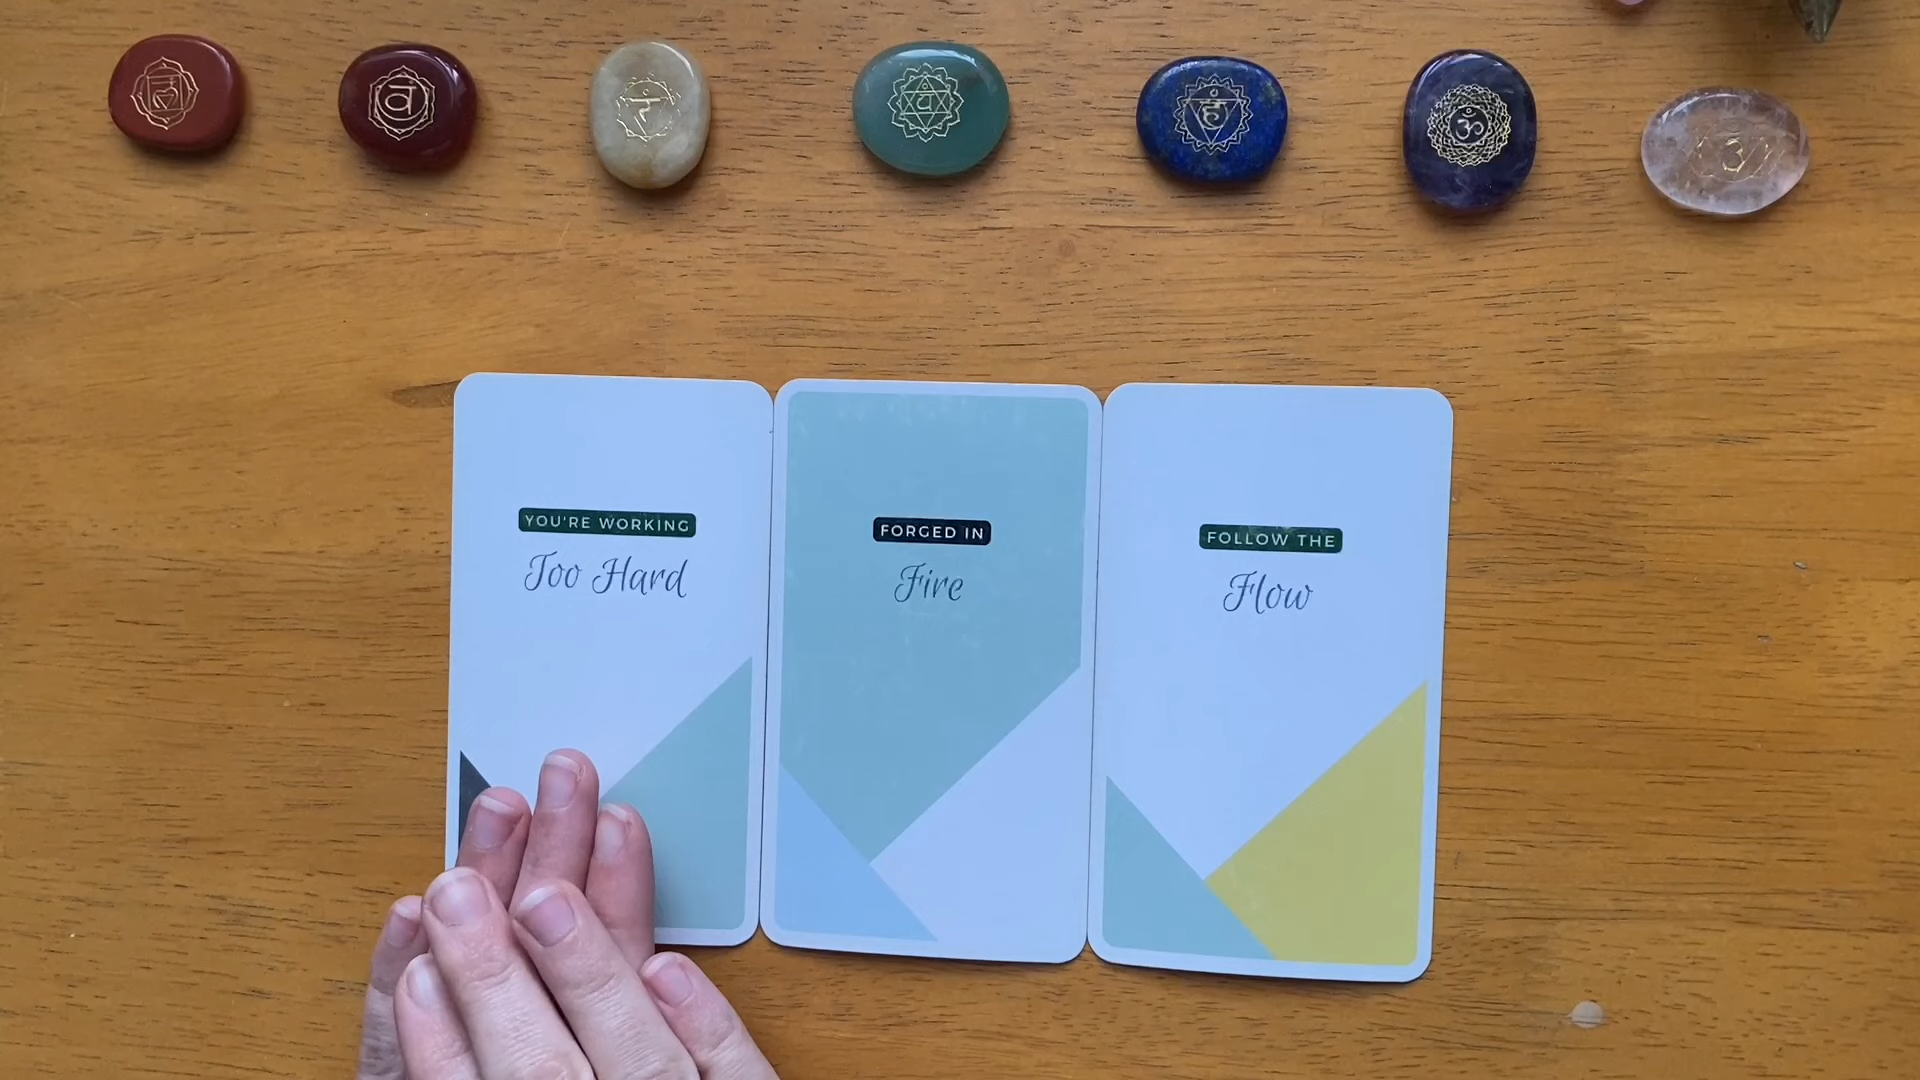 वं
रं
यं
हं
ॐ
YOU'RE WORKING
Too Hard
FORGED IN
Fire
FOLLOW THE
Flow